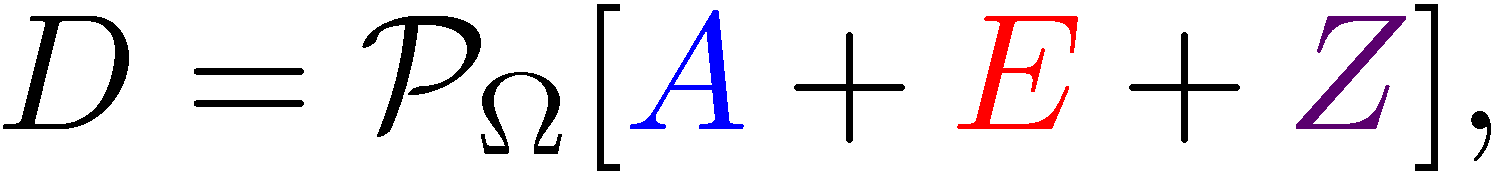 D = 𝒫_Ω[A + E + Z],